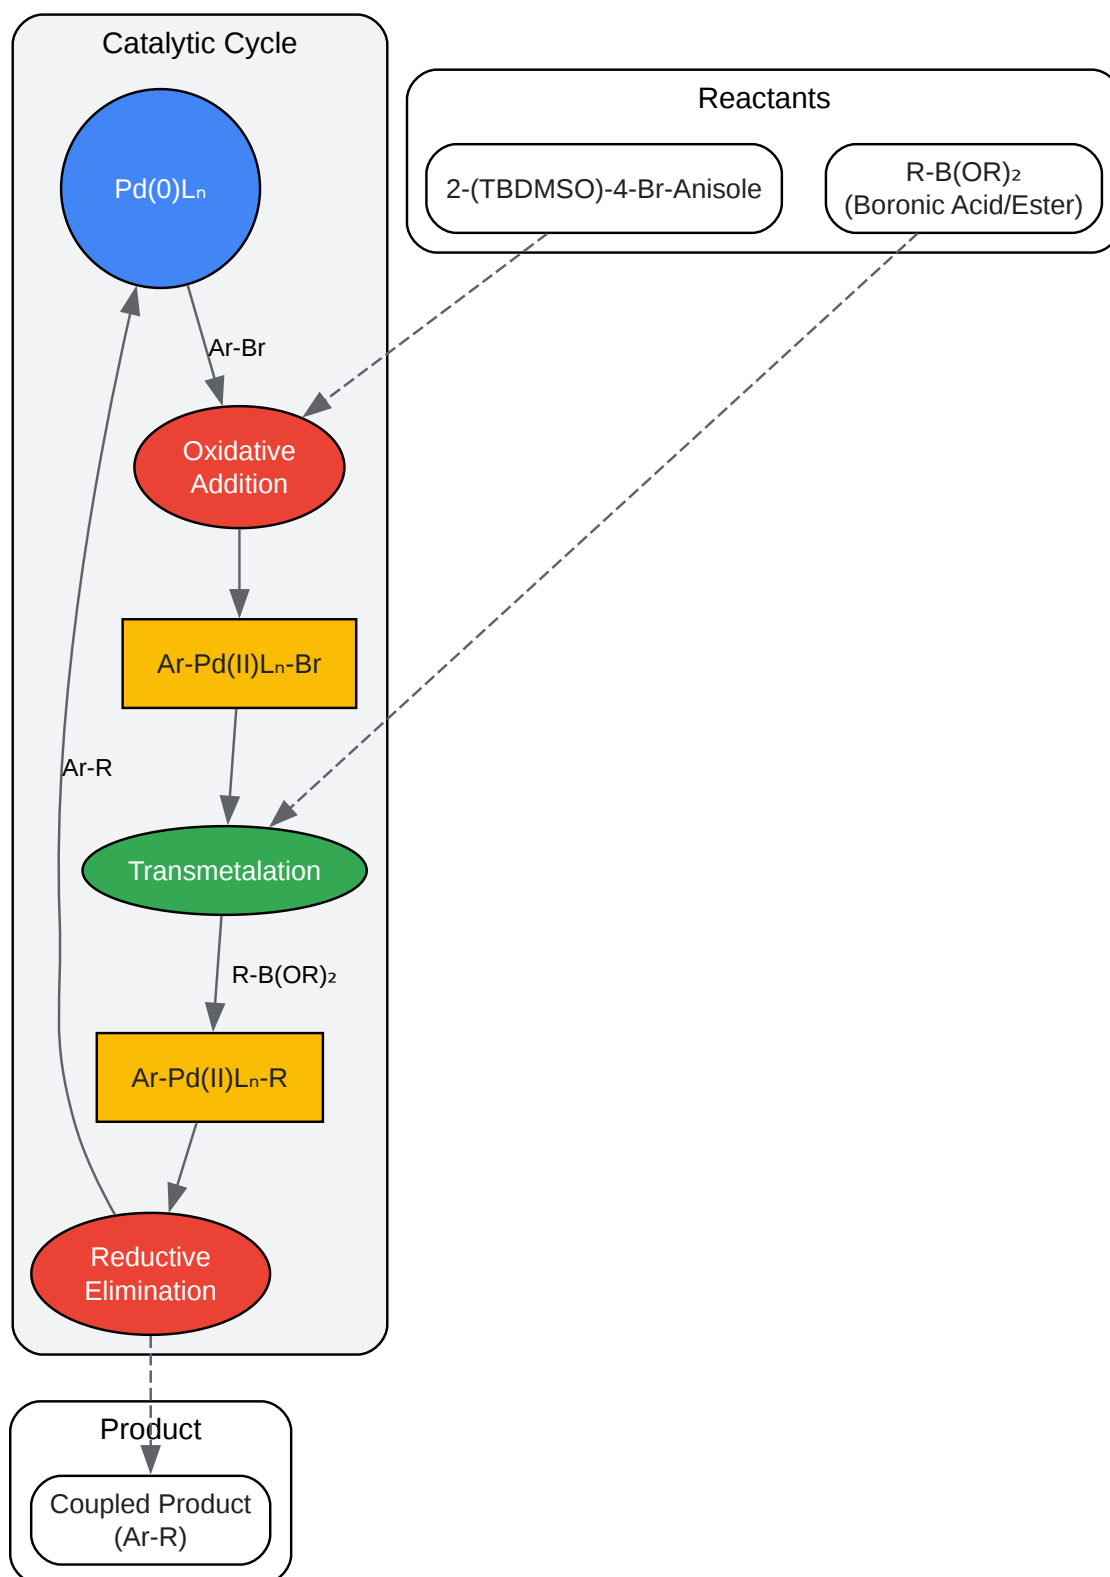 Catalytic Cycle
Pd(0)Lₙ
Reactants
2-(TBDMSO)-4-Br-Anisole
R-B(OR)₂
(Boronic Acid/Ester)
Ar-Br
Oxidative
Addition
Ar-Pd(II)Lₙ-Br
Ar-R
Transmetalation
R-B(OR)₂
Ar-Pd(II)Lₙ-R
Reductive
Elimination
Product
Coupled Product
(Ar-R)